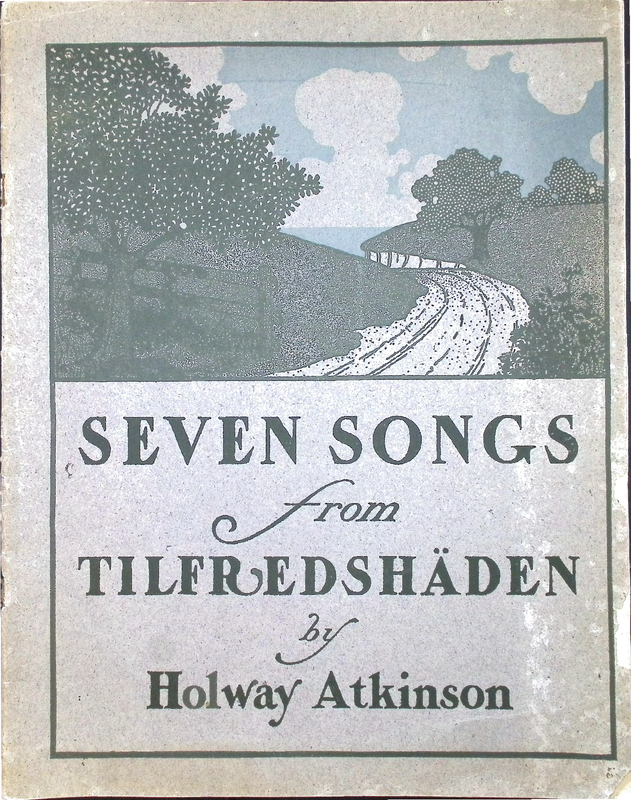 SEVEN SONGS
from
TILFREDSHÄDEN
by
Holway Atkinson